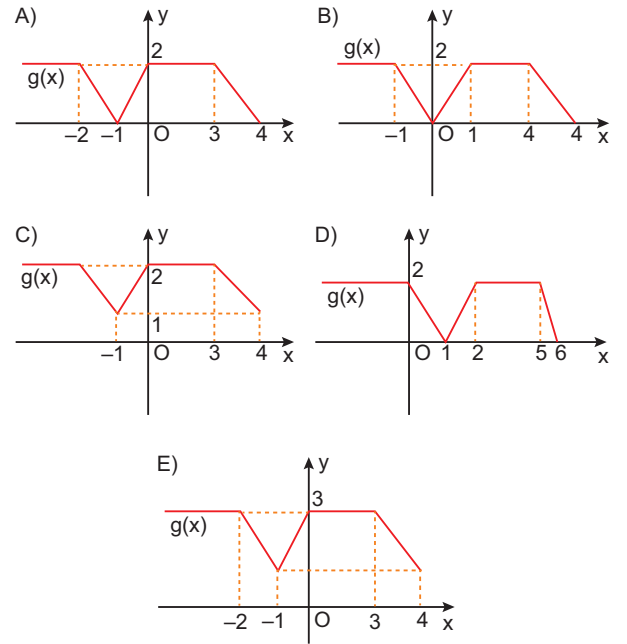 A) y B) y
2 g(x) 2
g(x)
–2 –1 O 3 4 x –1 O 1 4 4 x
C) y D) y
g(x) 2 2
g(x)
1
–1 O 3 4 x O 1 2 5 6 x
E) y
3
g(x)
–2 –1 O 3 4 x